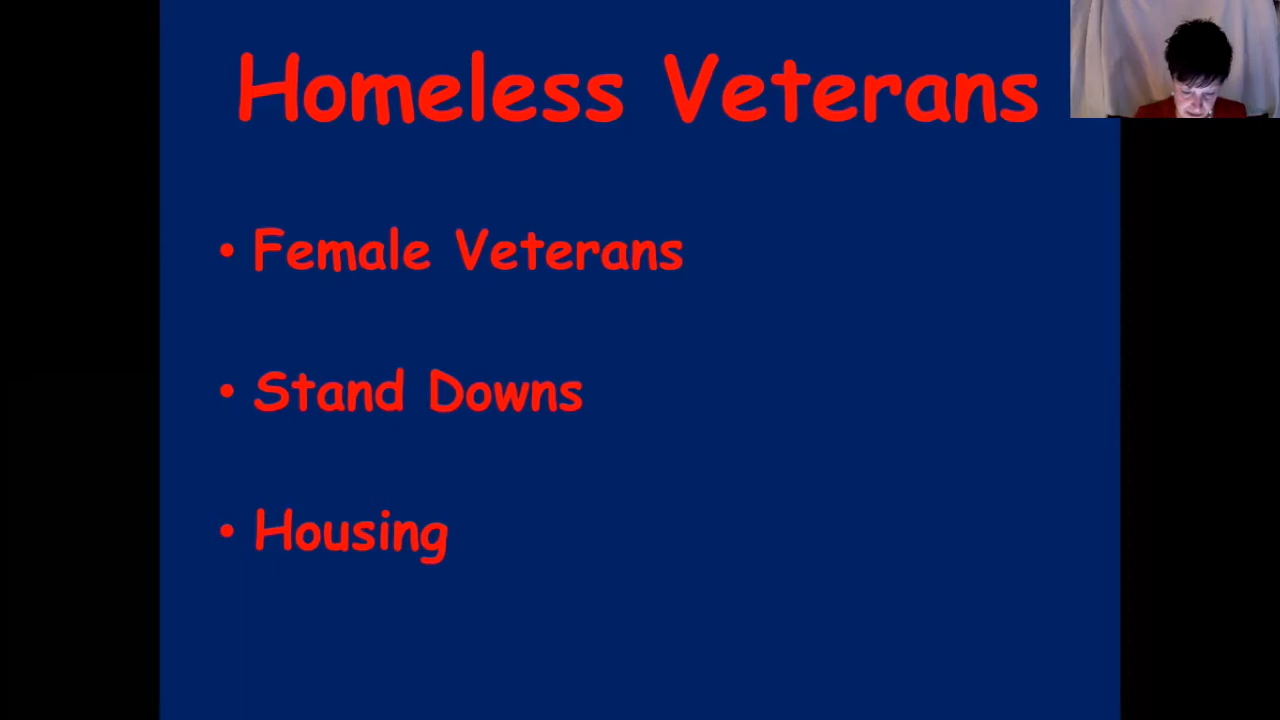 Homeless Veterans
• Female Veterans
• Stand Downs
• Housing